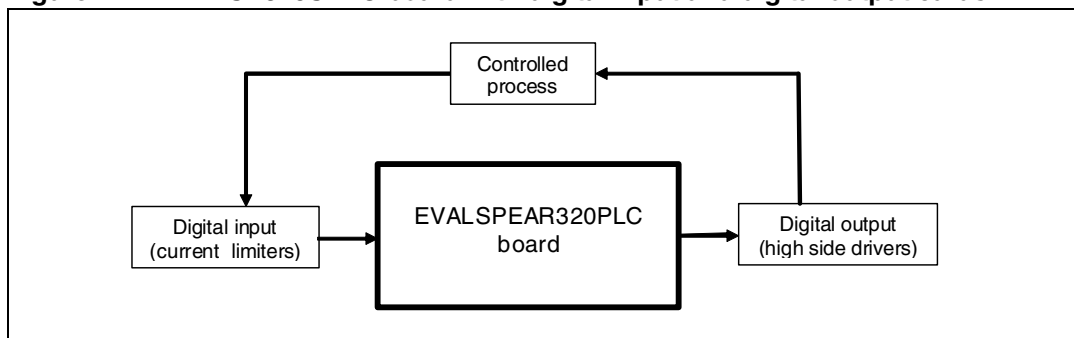 Controlled
process
Digital input
(current limiters)
EVALSPEAR320PLC
board
Digital output
(high side drivers)